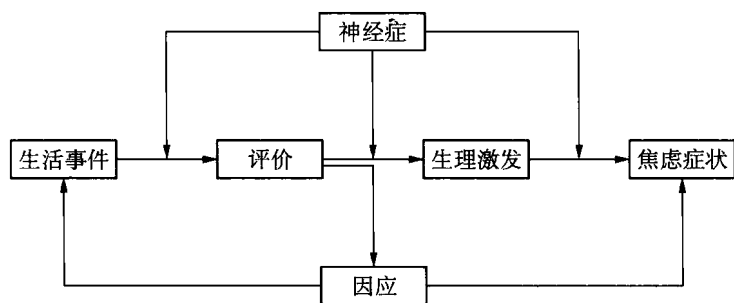 神经症
生活事件
评价
生理激发
焦虑症状
因应